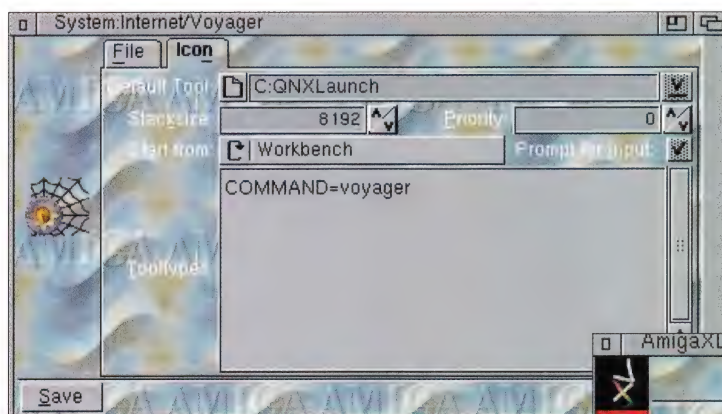 System:Internet/Voyager
File Icon
Default Tool: C:QNXLaunch
Stacksize: 8192 Priority: 0
Start from: Workbench Prompt for input:
COMMAND=voyager
Tooltypes
AmigaXL
Save